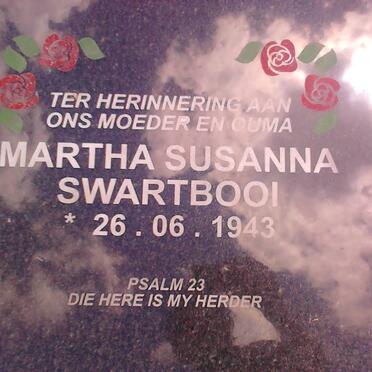 TER HERINNERING AAN
ONS MOEDER EN OUMA
MARTHA SUSANNA
SWARTBOOI
* 26 . 06 . 1943
PSALM 23
DIE HERE IS MY HERDER